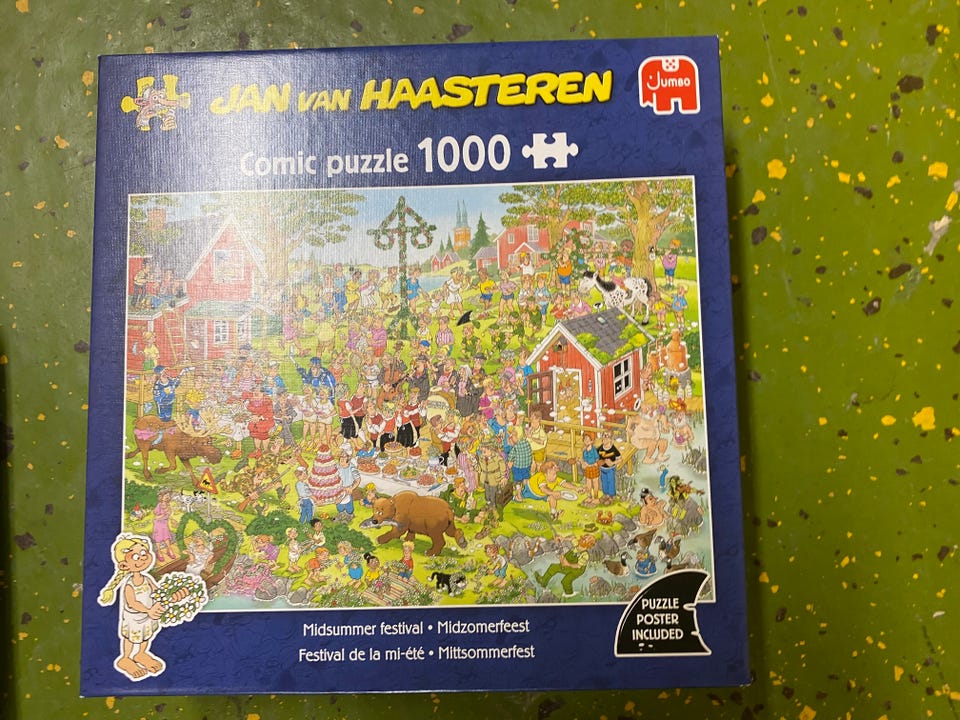 JAN VAN HAASTEREN
Jumbo
Comic puzzle 1000
Midsummer festival • Midzomerfeest
Festival de la mi-été • Mittsommerfest
PUZZLE
POSTER
INCLUDED